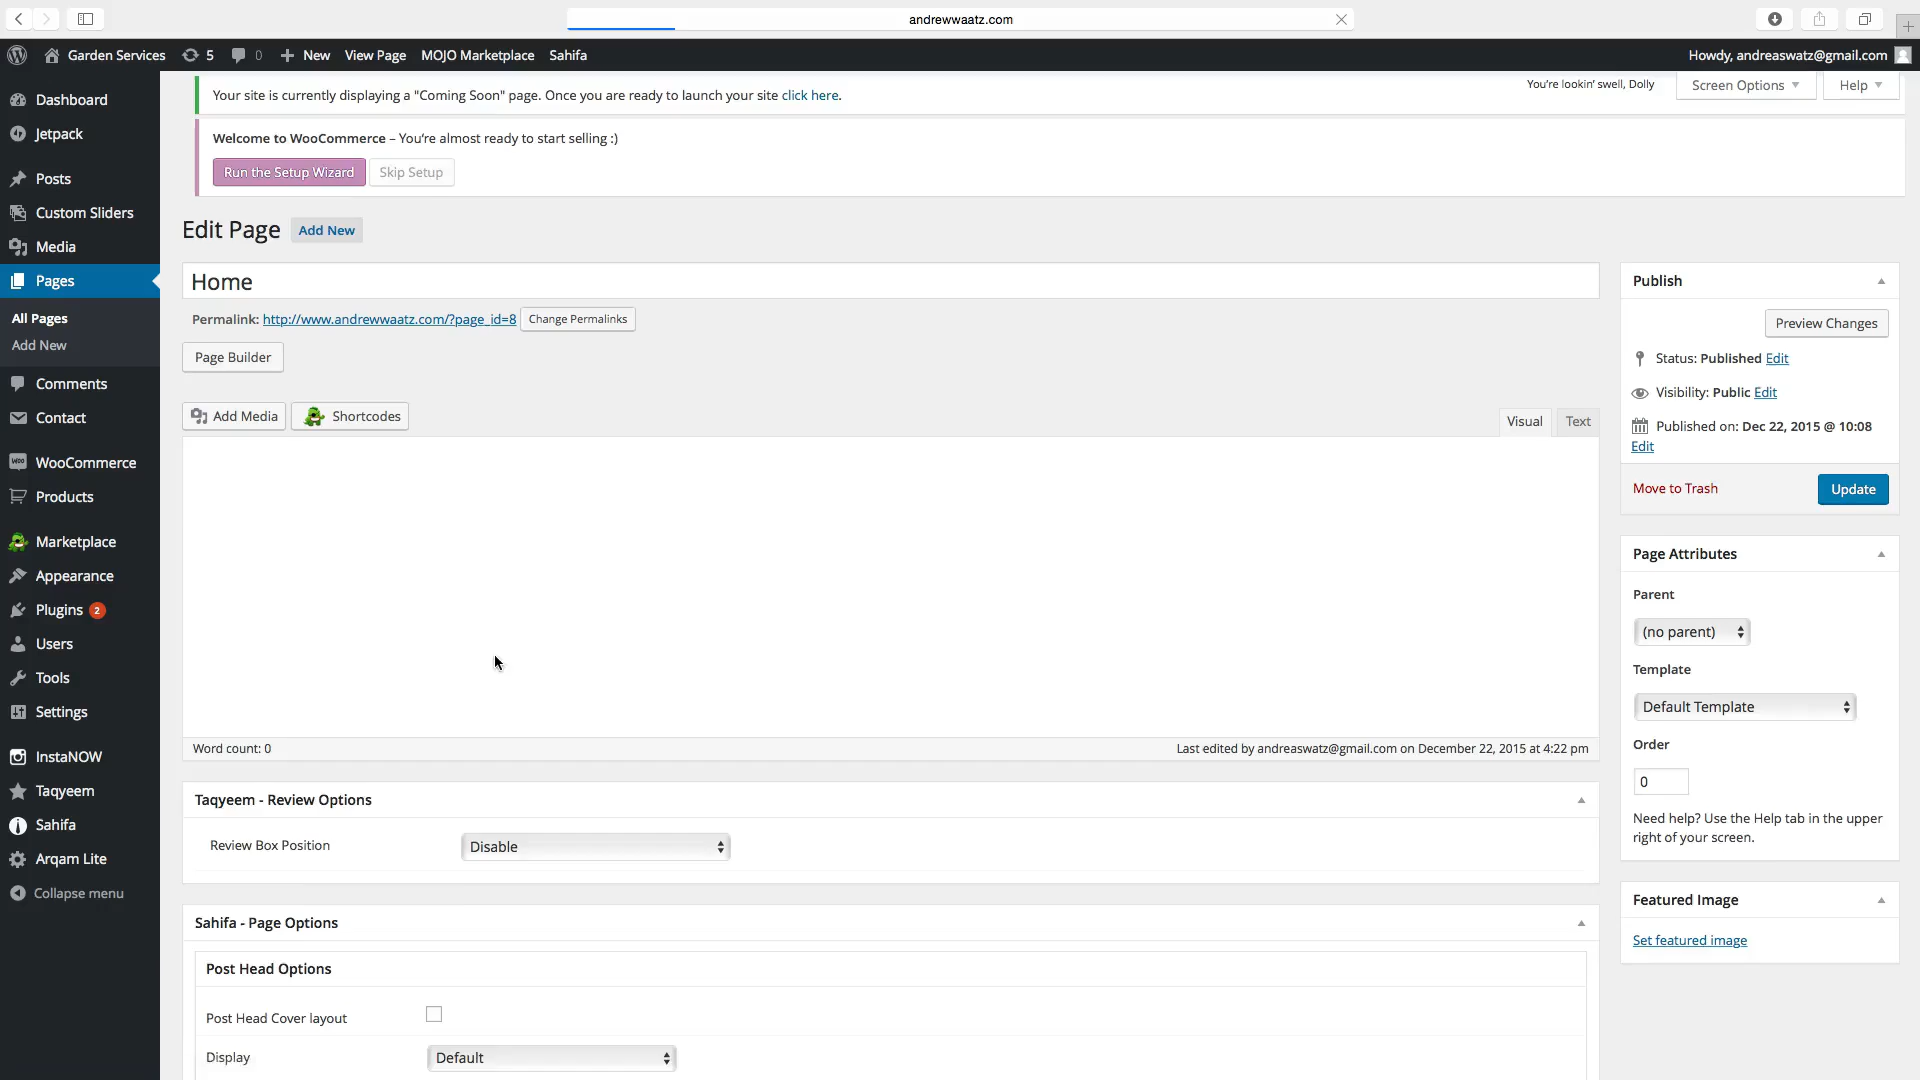 andrewwaatz.com
Garden Services 5 0 New View Page MOJO Marketplace Sahifa Howdy, andreaswatz@gmail.com
Dashboard
Jetpack
Posts
Custom Sliders
Media
Pages
All Pages
Add New
Comments
Contact
WooCommerce
Products
Marketplace
Appearance
Plugins 2
Users
Tools
Settings
InstaNOW
Taqyeem
Sahifa
Arqam Lite
Collapse menu
Your site is currently displaying a "Coming Soon" page. Once you are ready to launch your site click here.
You're lookin' swell, Dolly
Screen Options
Help
Welcome to WooCommerce – You're almost ready to start selling :)
Run the Setup Wizard Skip Setup
Edit Page Add New
Home
Permalink: http://www.andrewwaatz.com/?page_id=8 Change Permalinks
Page Builder
Add Media Shortcodes
Visual Text
Word count: 0
Last edited by andreaswatz@gmail.com on December 22, 2015 at 4:22 pm
Taqyeem - Review Options
Review Box Position Disable
Sahifa - Page Options
Post Head Options
Post Head Cover layout
Display Default
Publish
Preview Changes
Status: Published Edit
Visibility: Public Edit
Published on: Dec 22, 2015 @ 10:08
Edit
Move to Trash Update
Page Attributes
Parent
(no parent)
Template
Default Template
Order
0
Need help? Use the Help tab in the upper
right of your screen.
Featured Image
Set featured image